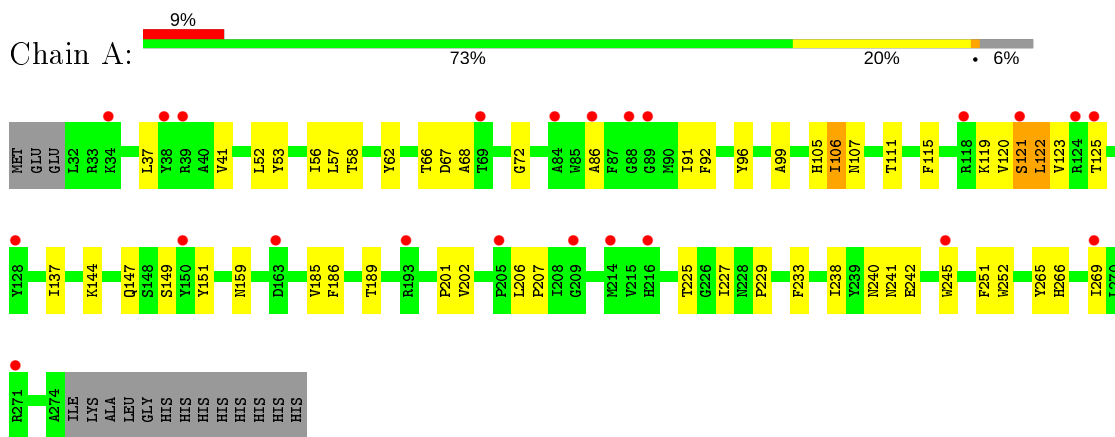 9%
Chain A:
73% 20% • 6%
MET GLU GLU L32 R33 K34 L37 Y38 R39 A40 V41 L52 Y53 I56 L57 T58 Y62 T66 D67 A68 T69 G72 A84 W85 A86 F87 G88 G89 M90 I91 F92 Y96 A99 H105 I106 N107 T111 F115 R118 K119 V120 S121 L122 V123 R124 T125
Y128 I137 K144 Q147 S148 S149 Y150 Y151 N159 D163 V185 F186 T189 R193 P201 V202 P205 L206 P207 I208 G209 M214 V215 H216 T225 G226 I227 N228 P229 F233 I238 Y239 N240 N241 E242 W245 F251 W252 Y265 H266 I269
R271 A274 ILE LYS ALA LEU GLY HIS HIS HIS HIS HIS HIS HIS HIS